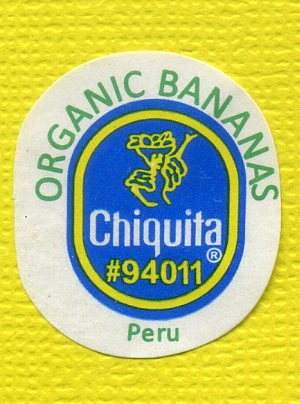 ORGANIC BANANAS
Chiquita®
#94011
Peru